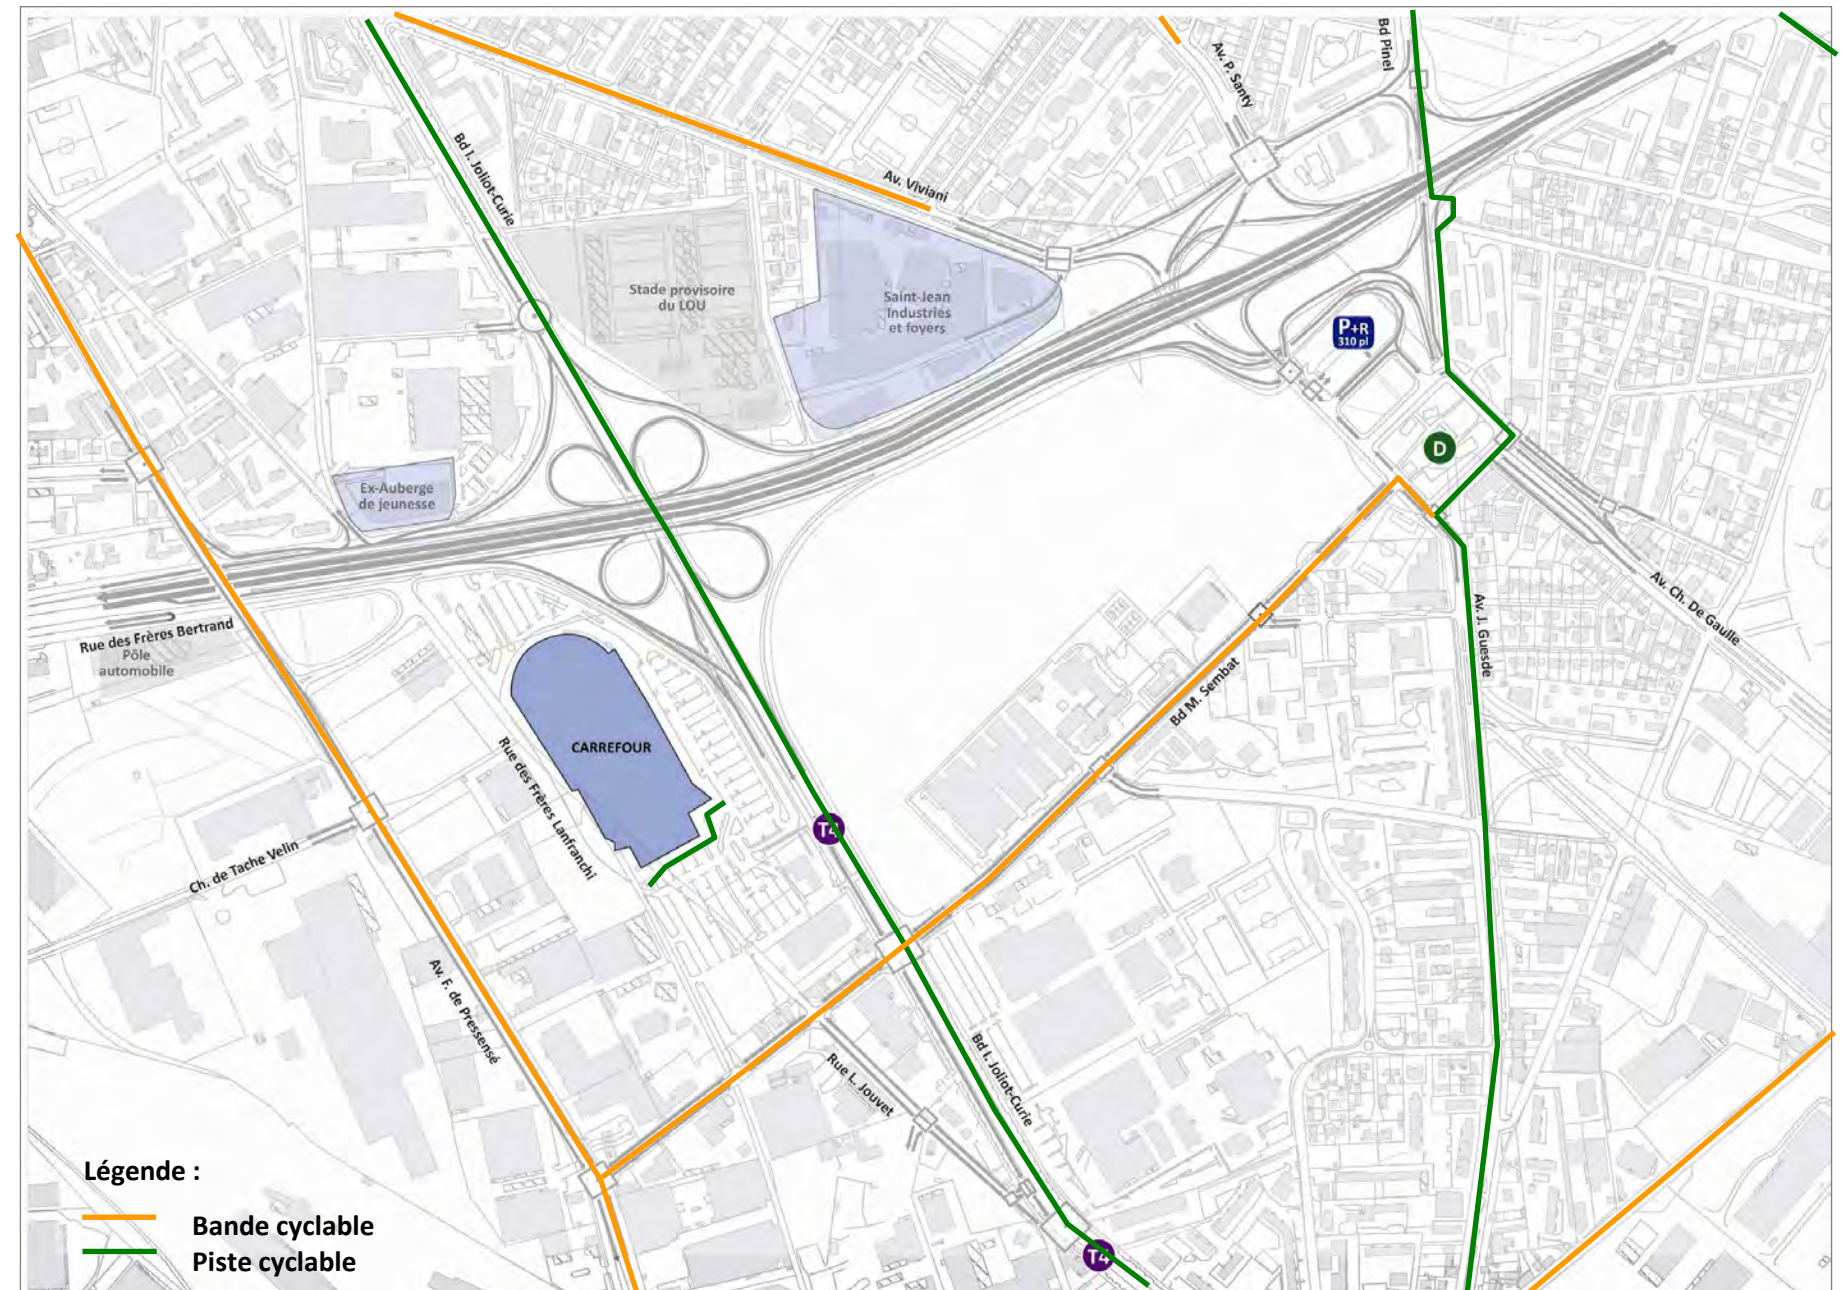 Bd Pinel
Av. P. Santy
Bd I. Joliot-Curie
Av. Viviani
Stade provisoire
du LOU
Saint-Jean
Industries
et foyers
P+R
310 pl
D
Ex-Auberge
de jeunesse
Av. Ch. De Gaulle
Av. J. Guesde
Rue des Frères Bertrand
Pôle
automobile
Bd M. Sembat
CARREFOUR
Rue des Frères Lanfranchi
T4
Ch. de Tache Velin
Av. F. de Pressensé
Rue L. Jouvet
Bd I. Joliot-Curie
T4
Légende :
Bande cyclable
Piste cyclable